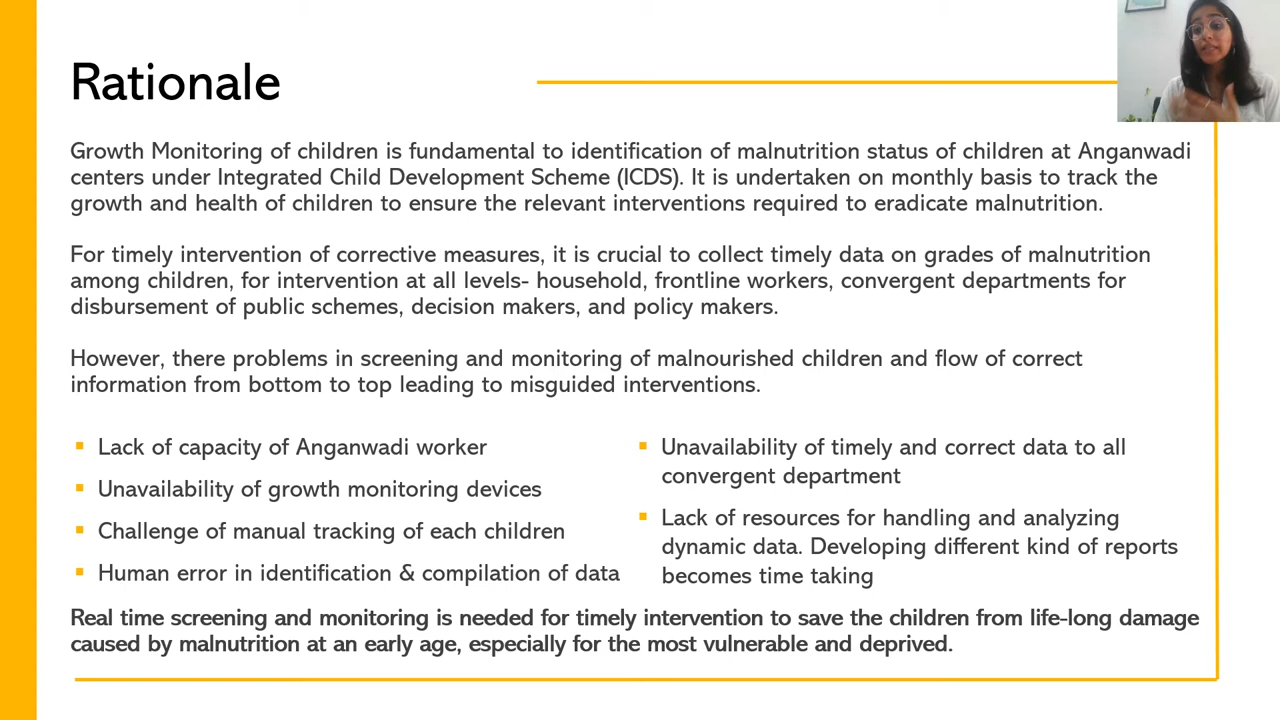 Rationale
Growth Monitoring of children is fundamental to identification of malnutrition status of children at Anganwadi
centers under Integrated Child Development Scheme (ICDS). It is undertaken on monthly basis to track the
growth and health of children to ensure the relevant interventions required to eradicate malnutrition.
For timely intervention of corrective measures, it is crucial to collect timely data on grades of malnutrition
among children, for intervention at all levels- household, frontline workers, convergent departments for
disbursement of public schemes, decision makers, and policy makers.
However, there problems in screening and monitoring of malnourished children and flow of correct
information from bottom to top leading to misguided interventions.
▪ Lack of capacity of Anganwadi worker
▪ Unavailability of growth monitoring devices
▪ Challenge of manual tracking of each children
▪ Human error in identification & compilation of data
▪ Unavailability of timely and correct data to all
convergent department
▪ Lack of resources for handling and analyzing
dynamic data. Developing different kind of reports
becomes time taking
Real time screening and monitoring is needed for timely intervention to save the children from life-long damage
caused by malnutrition at an early age, especially for the most vulnerable and deprived.